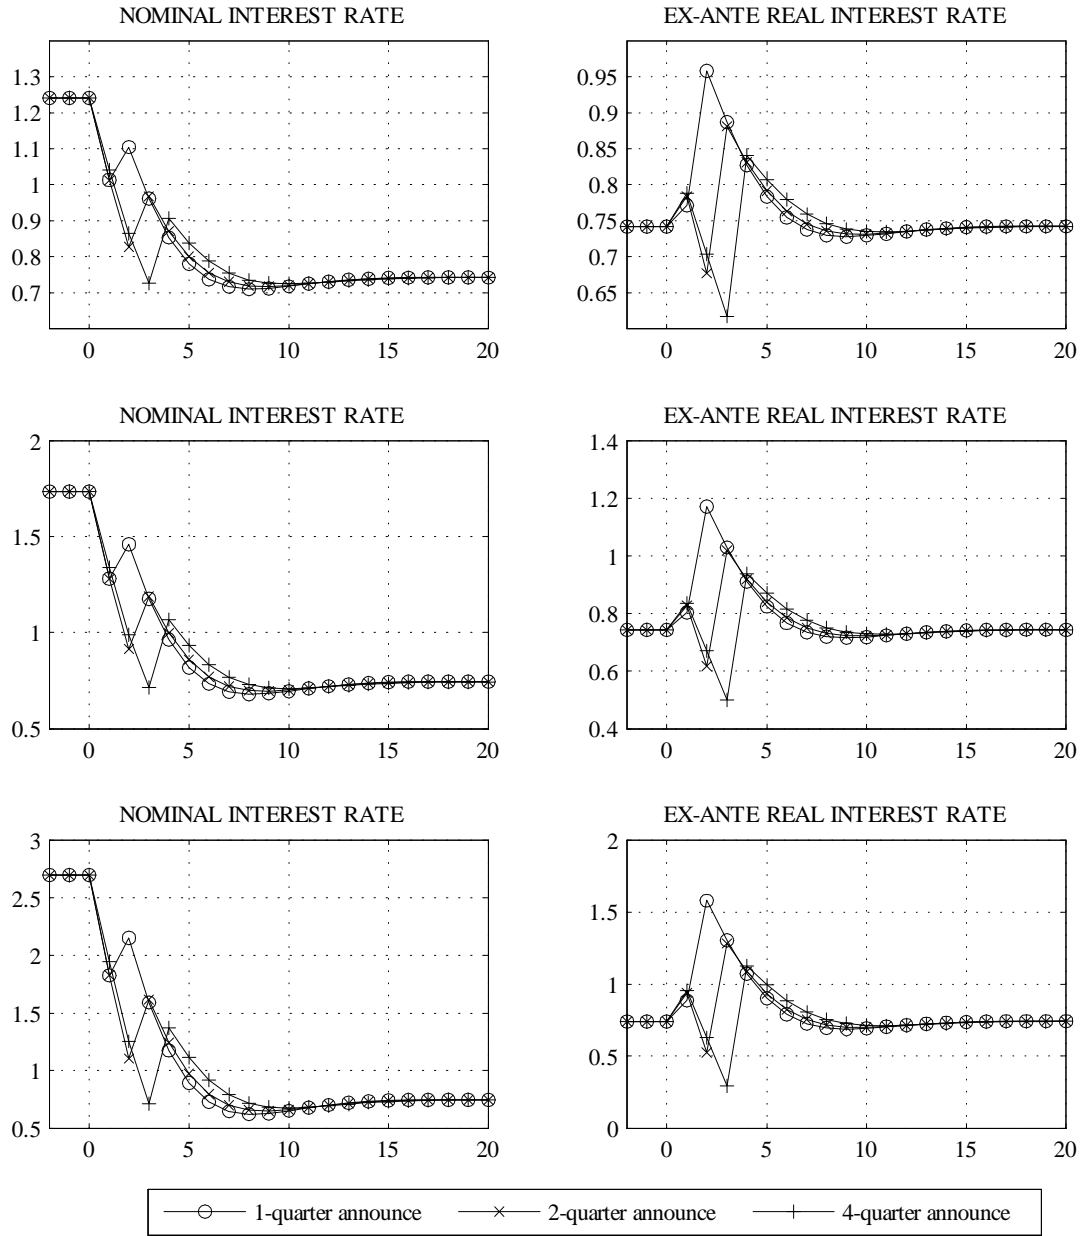 NOMINAL INTEREST RATE
EX-ANTE REAL INTEREST RATE
1.3
1.2
1.1
1
0.9
0.8
0.7
0 5 10 15 20
0.95
0.9
0.85
0.8
0.75
0.7
0.65
0 5 10 15 20
NOMINAL INTEREST RATE
EX-ANTE REAL INTEREST RATE
2
1.5
1
0.5
0 5 10 15 20
1.4
1.2
1
0.8
0.6
0.4
0 5 10 15 20
NOMINAL INTEREST RATE
EX-ANTE REAL INTEREST RATE
3
2.5
2
1.5
1
0.5
0 5 10 15 20
2
1.5
1
0.5
0
0 5 10 15 20
1-quarter announce 2-quarter announce 4-quarter announce